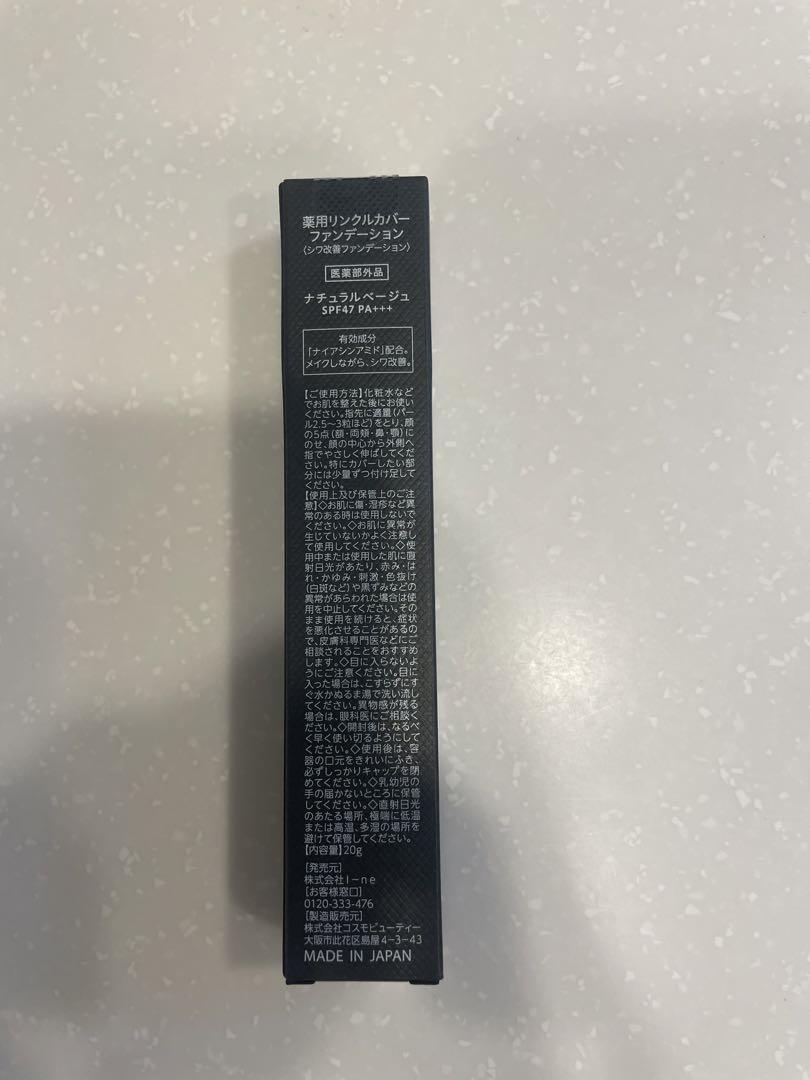 薬用リンクルカバー
ファンデーション
〈シワ改善ファンデーション〉
医薬部外品
ナチュラルベージュ
SPF47 PA+++
有効成分
「ナイアシンアミド」配合。
メイクしながら、シワ改善。
【ご使用方法】化粧水など
でお肌を整えた後にお使い
ください。指先に適量(パー
ル2.5〜3粒ほど)をとり、顔
の5点(額・両頬・鼻・顎)に
のせ、顔の中心から外側へ
指でやさしく伸ばしてくだ
さい。特にカバーしたい部
分には少量ずつ付け足して
ください。
【使用上及び保管上のご注
意】◇お肌に傷・湿疹など異
常のある時は使用しないで
ください。◇お肌に異常が
生じていないかよく注意し
て使用してください。◇使
用中または使用した肌に直
射日光があたり、赤み・は
れ・かゆみ・刺激・色抜け
(白斑など)や黒ずみなどの
異常があらわれた場合は使
用を中止してください。その
まま使用を続けると、症状
を悪化させることがあるの
で、皮膚科専門医などにご
相談されることをおすすめ
します。◇目に入らないよ
うにご注意ください。目に
入った場合は、こすらずにす
ぐ水かぬるま湯で洗い流し
てください。異物感が残る
場合は、眼科医にご相談く
ださい。◇開封後は、なるべ
く早く使い切るようにして
ください。◇使用後は、容
器の口元をきれいにふき、
必ずしっかりキャップを閉
めてください。◇乳幼児の
手の届かないところに保管
してください。◇直射日光
のあたる場所、極端に低温
または高温、多湿の場所を
避けて保管してください。
【内容量】20g
[発売元]
株式会社I-ne
[お客様窓口]
0120-333-476
[製造販売元]
株式会社コスモビューティー
大阪市此花区島屋4-3-43
MADE IN JAPAN